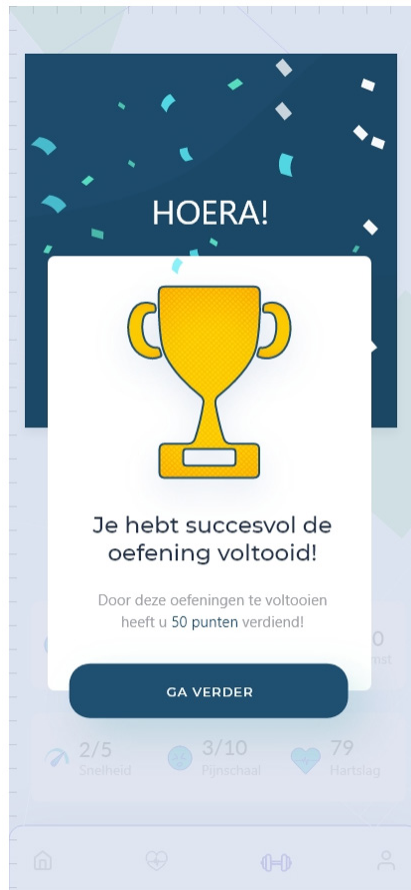 HOERA!
Je hebt succesvol de
oefening voltooid!
Door deze oefeningen te voltooien
heeft u 50 punten verdiend!
GA VERDER
2/5
Snelheid
3/10
Pijnschaal
79
Hartslag